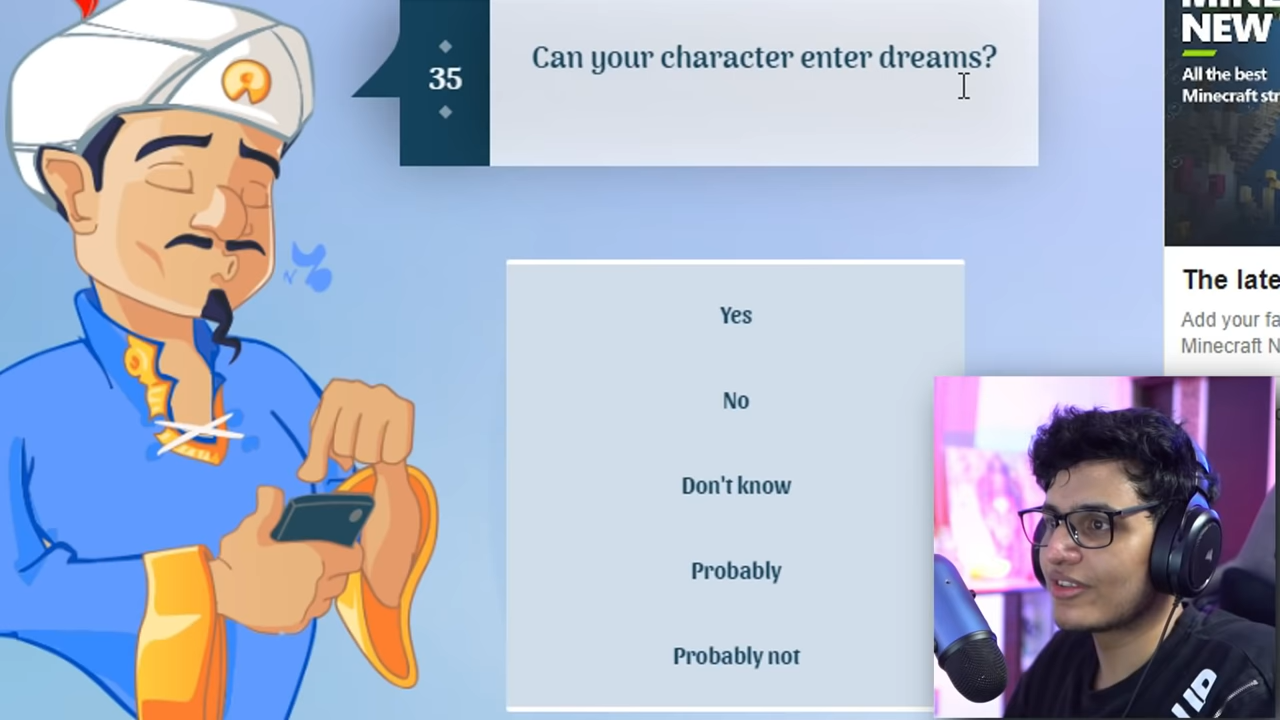 35
Can your character enter dreams?
NEW
All the best
Minecraft str
Yes
No
Don't know
Probably
Probably not
The late
Add your fa
Minecraft N